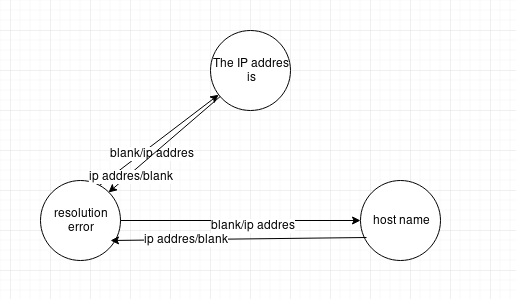 The IP addres
is
blank/ip addres
ip addres/blank
resolution
error
blank/ip addes
host name
ip addres/blank